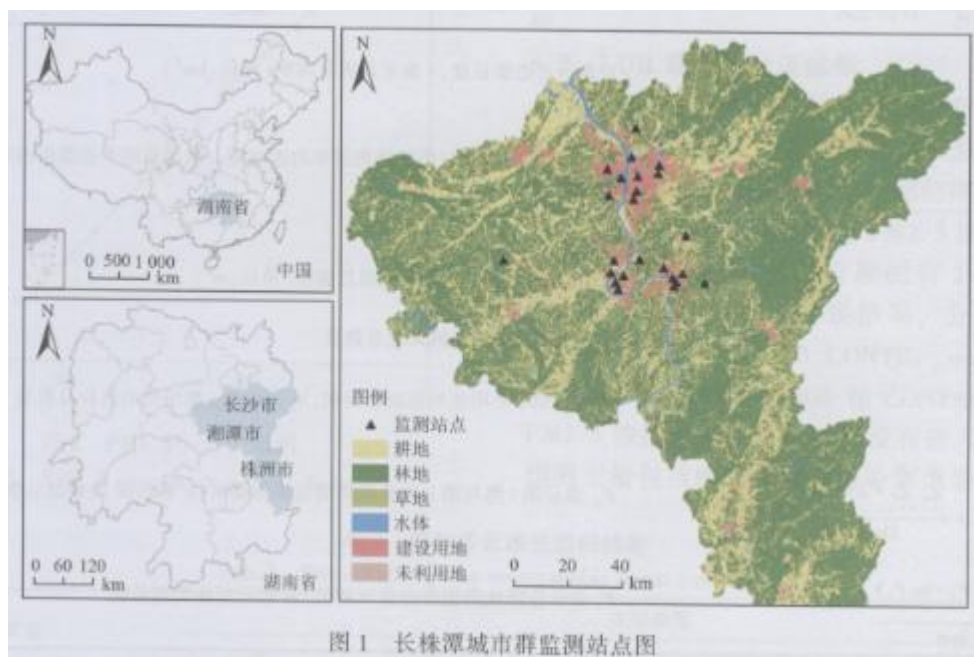 N
湖南省
0 500 1 000
km
中国
N
长沙市
湘潭市
株洲市
0 60 120
km
湖南省
N
图例
监测站点
耕地
林地
草地
水体
建设用地
未利用地
0 20 40
km
图1 长株潭城市群监测站点图